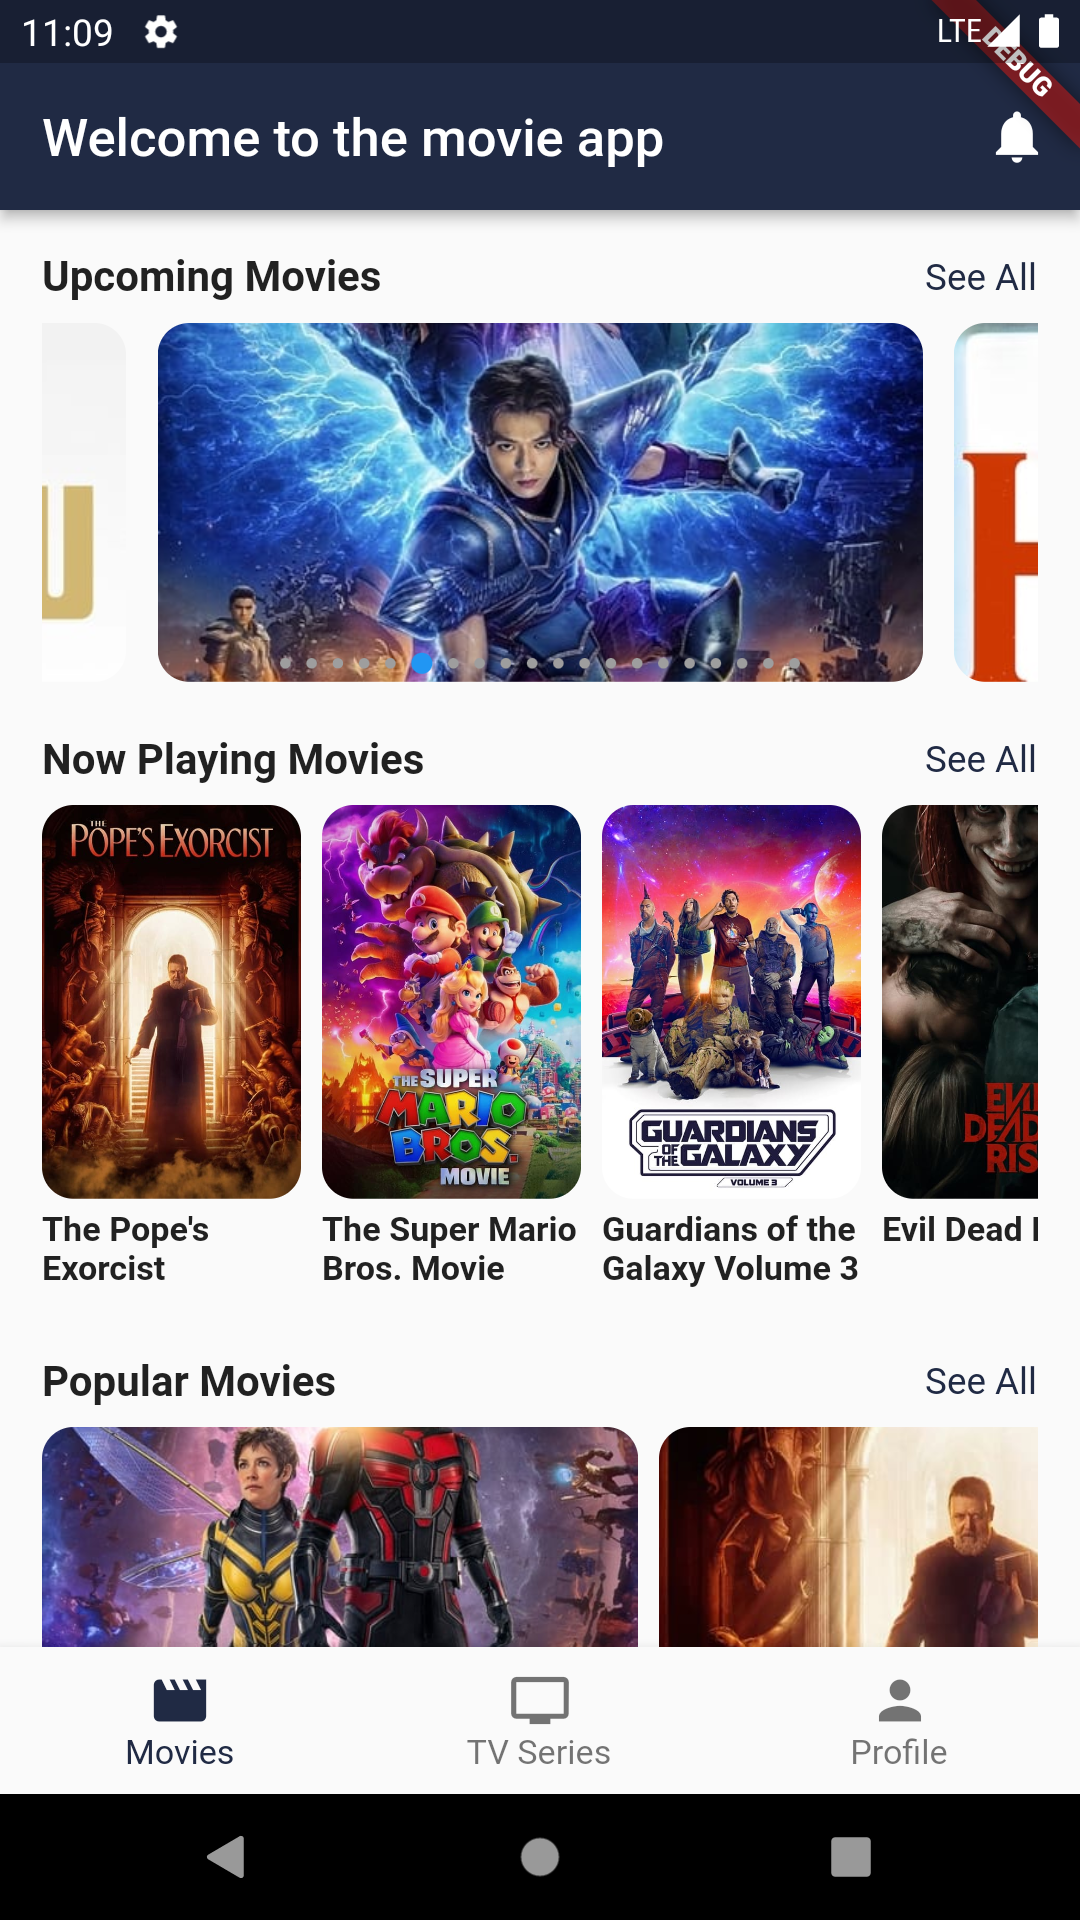 11:09
LTE
DEBUG
Welcome to the movie app
Upcoming Movies
See All
U
Now Playing Movies
See All
THE
POPE'S EXORCIST
THE SUPER
MARIO
BROS.
MOVIE
GUARDIANS
OF THE GALAXY
VOLUME 3
EVIL
DEAD
RIS
The Pope's
Exorcist
The Super Mario
Bros. Movie
Guardians of the
Galaxy Volume 3
Evil Dead
Popular Movies
See All
Movies
TV Series
Profile